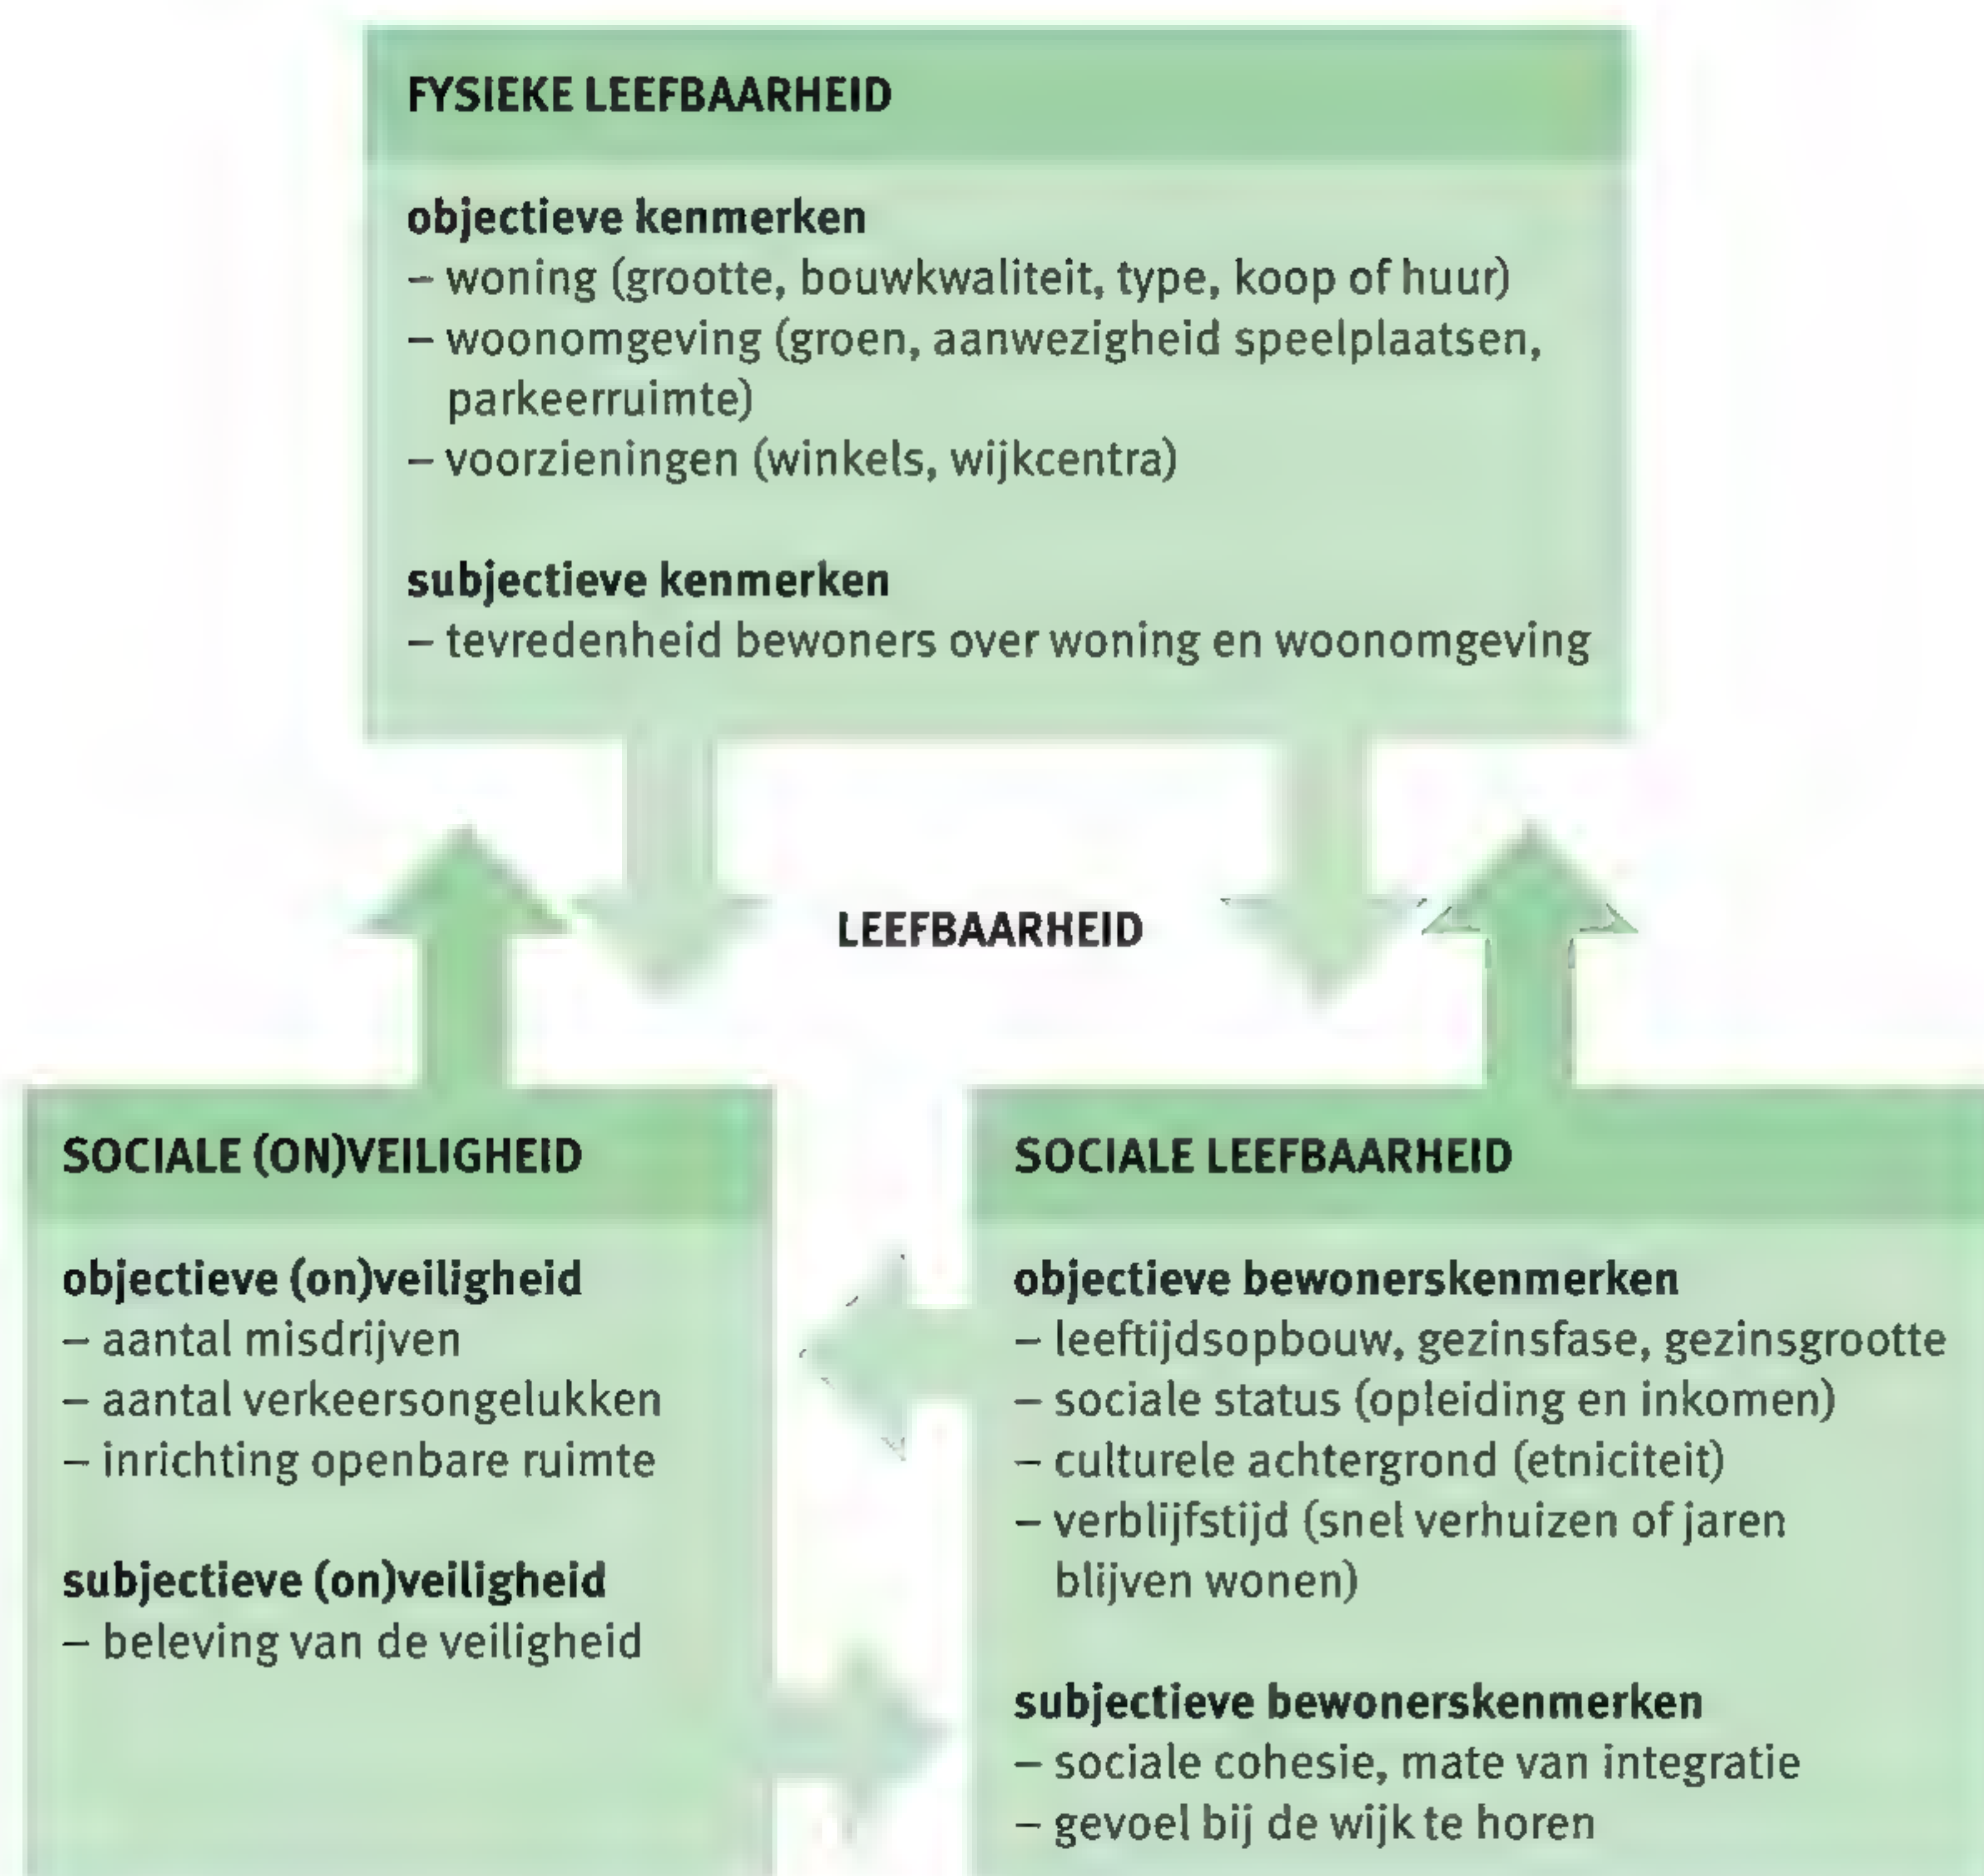 FYSIEKE LEEFBAARHEID
objectieve kenmerken
– woning (grootte, bouwkwaliteit, type, koop of huur)
– woonomgeving (groen, aanwezigheid speelplaatsen,
parkeerruimte)
– voorzieningen (winkels, wijkcentra)
subjectieve kenmerken
– tevredenheid bewoners over woning en woonomgeving
LEEFBAARHEID
SOCIALE (ON)VEILIGHEID
objectieve (on)veiligheid
– aantal misdrijven
– aantal verkeersongelukken
– inrichting openbare ruimte
subjectieve (on)veiligheid
– beleving van de veiligheid
SOCIALE LEEFBAARHEID
objectieve bewonerskenmerken
– leeftijdsopbouw, gezinsfase, gezinsgrootte
– sociale status (opleiding en inkomen)
– culturele achtergrond (etniciteit)
– verblijfstijd (snel verhuizen of jaren
blijven wonen)
subjectieve bewonerskenmerken
– sociale cohesie, mate van integratie
– gevoel bij de wijk te horen